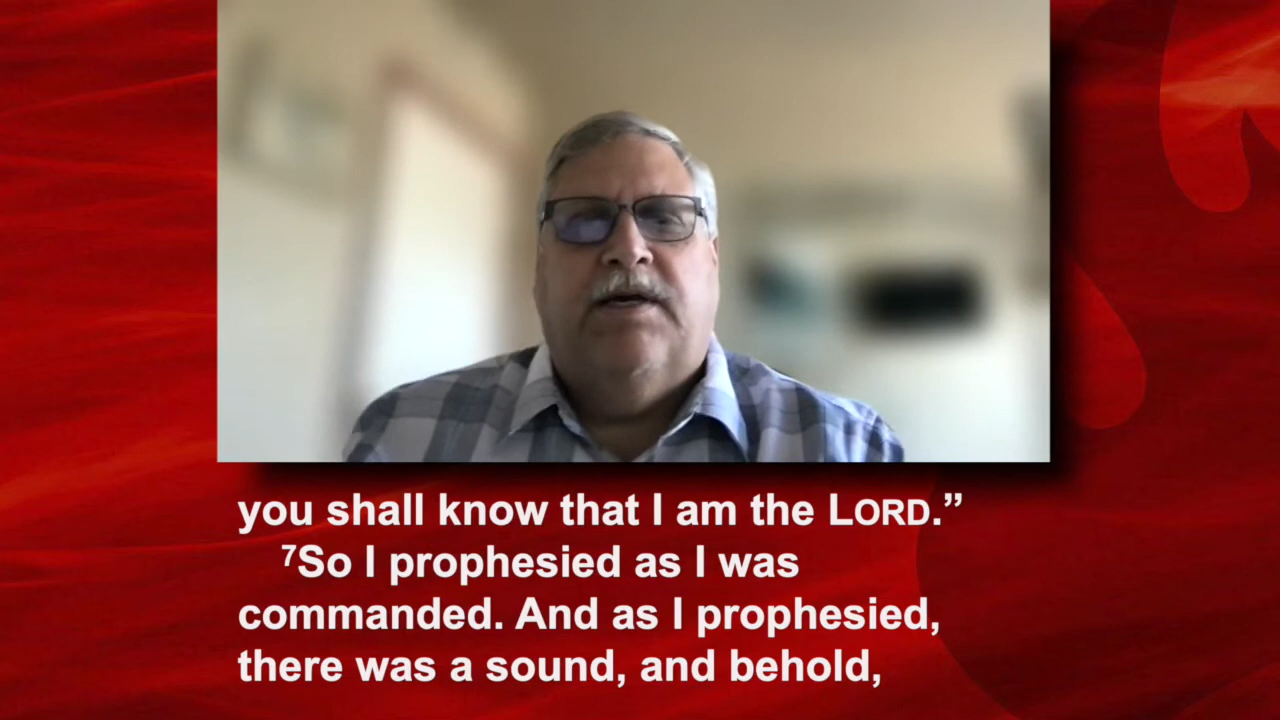 you shall know that I am the LORD.”
⁷So I prophesied as I was
commanded. And as I prophesied,
there was a sound, and behold,